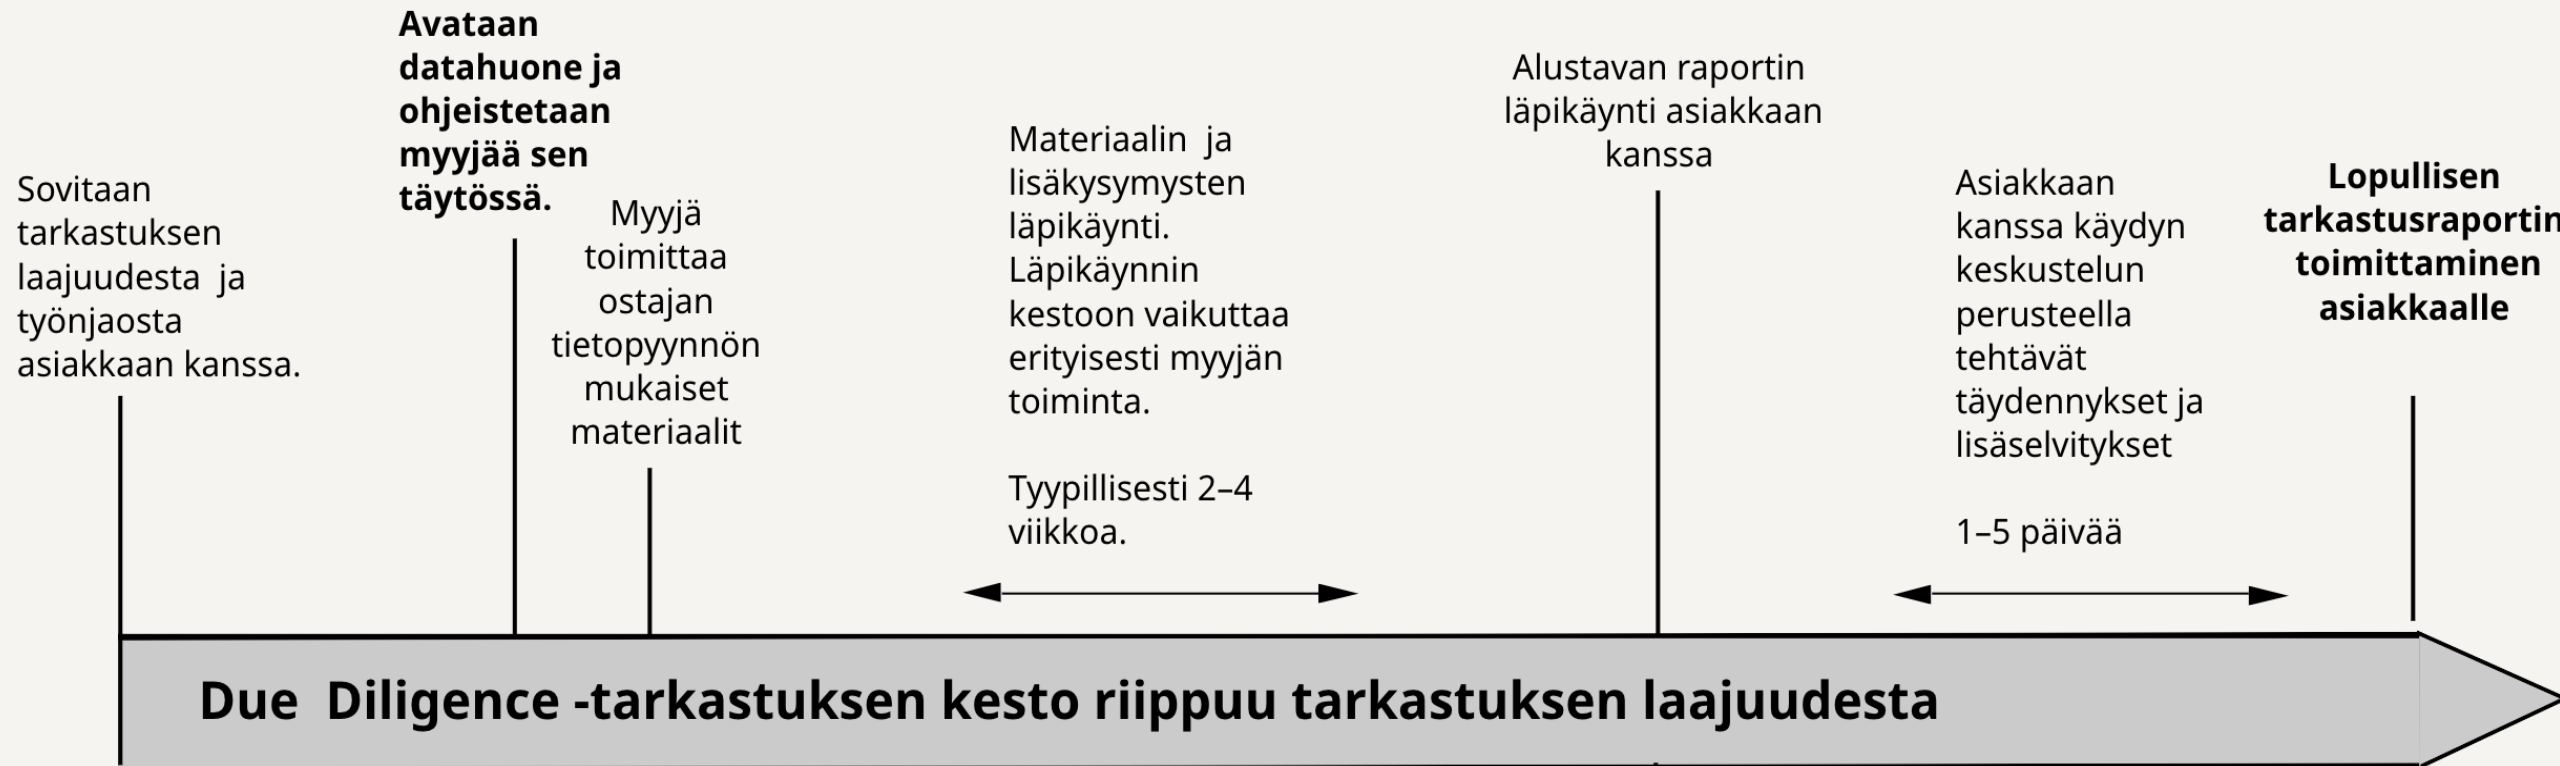 Sovitaan
tarkastuksen
laajuudesta  ja
työnjaosta
asiakkaan kanssa.
Avataan
datahuone ja
ohjeistetaan
myyjää sen
täytössä.
Myyjä
toimittaa
ostajan
tietopyynnön
mukaiset
materiaalit
Materiaalin  ja
lisäkysymysten
läpikäynti.
Läpikäynnin
kestoon vaikuttaa
erityisesti myyjän
toiminta.
Tyypillisesti 2–4
viikkoa.
Alustavan raportin
läpikäynti asiakkaan
kanssa
Asiakkaan
kanssa käydyn
keskustelun
perusteella
tehtävät
täydennykset ja
lisäselvitykset
1–5 päivää
Lopullisen
tarkastusraportin
toimittaminen
asiakkaalle
Due  Diligence -tarkastuksen kesto riippuu tarkastuksen laajuudesta